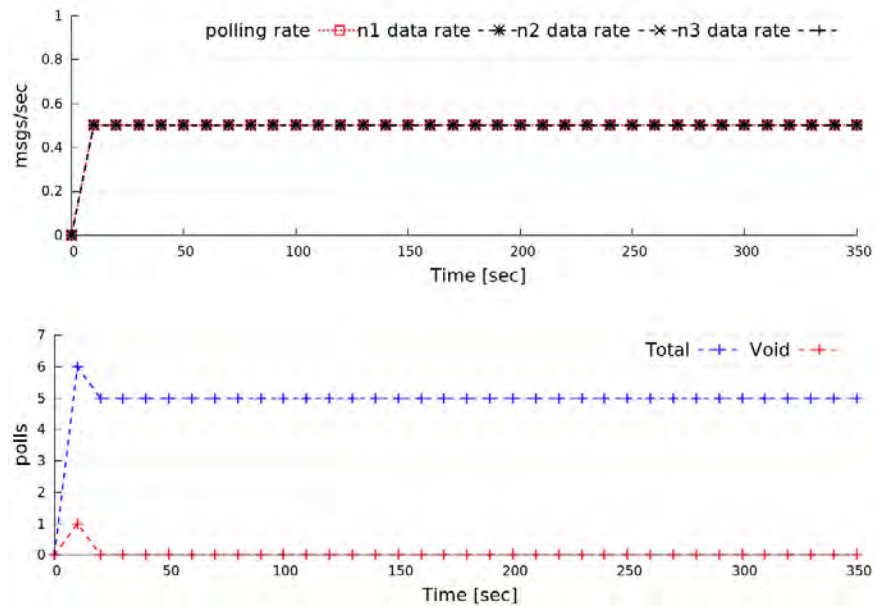 1
polling rate n1 data rate n2 data rate n3 data rate
0.8
0.6
0.4
0.2
0
msgs/sec
0 50 100 150 200 250 300 350
Time [sec]
7
Total Void
6
5
4
3
2
1
0
polls
0 50 100 150 200 250 300 350
Time [sec]